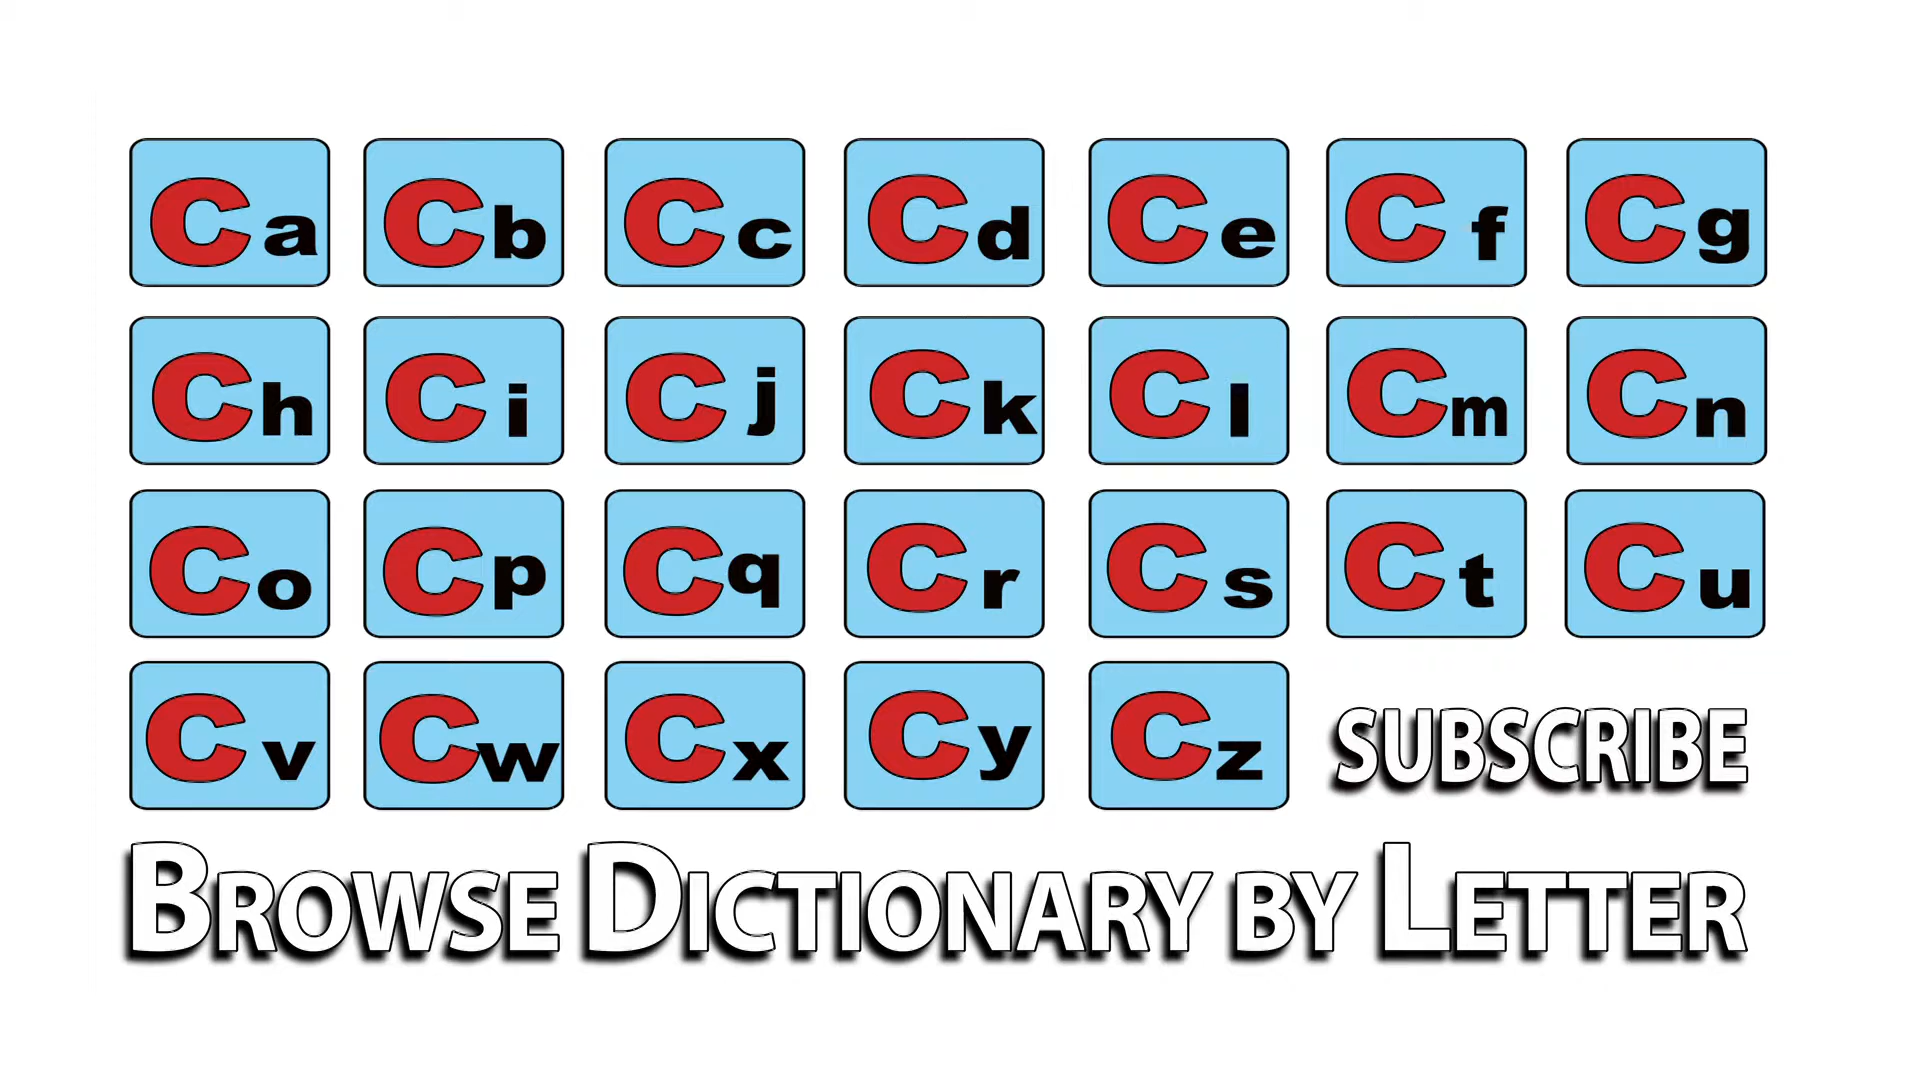 Ca Cb Cc Cd Ce Cf Cg
Ch Ci Cj Ck Cl Cm Cn
Co Cp Cq Cr Cs Ct Cu
Cv Cw Cx Cy Cz SUBSCRIBE
BROWSE DICTIONARY BY LETTER